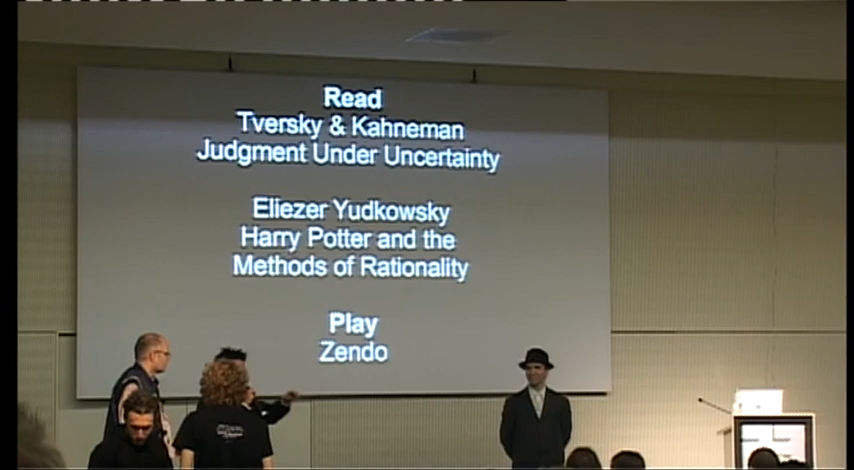 Read
Tversky & Kahneman
Judgment Under Uncertainty
Eliezer Yudkowsky
Harry Potter and the
Methods of Rationality
Play
Zendo